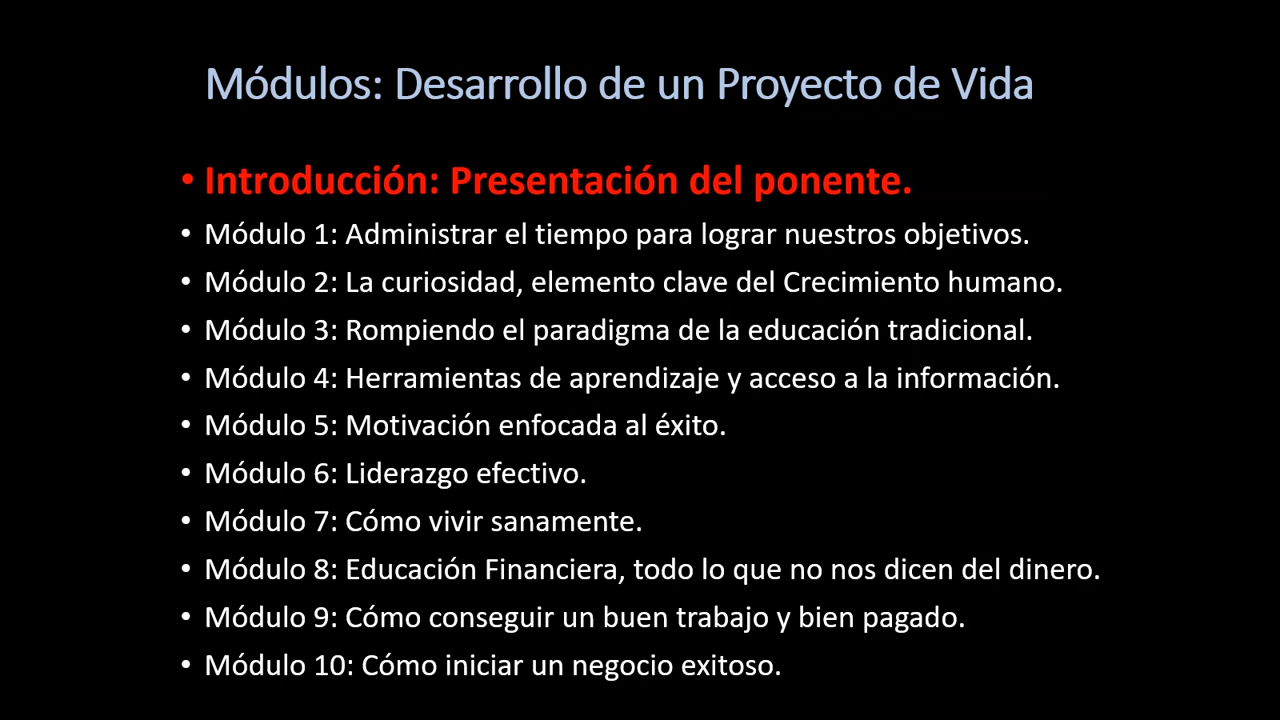 Módulos: Desarrollo de un Proyecto de Vida
• Introducción: Presentación del ponente.
• Módulo 1: Administrar el tiempo para lograr nuestros objetivos.
• Módulo 2: La curiosidad, elemento clave del Crecimiento humano.
• Módulo 3: Rompiendo el paradigma de la educación tradicional.
• Módulo 4: Herramientas de aprendizaje y acceso a la información.
• Módulo 5: Motivación enfocada al éxito.
• Módulo 6: Liderazgo efectivo.
• Módulo 7: Cómo vivir sanamente.
• Módulo 8: Educación Financiera, todo lo que no nos dicen del dinero.
• Módulo 9: Cómo conseguir un buen trabajo y bien pagado.
• Módulo 10: Cómo iniciar un negocio exitoso.